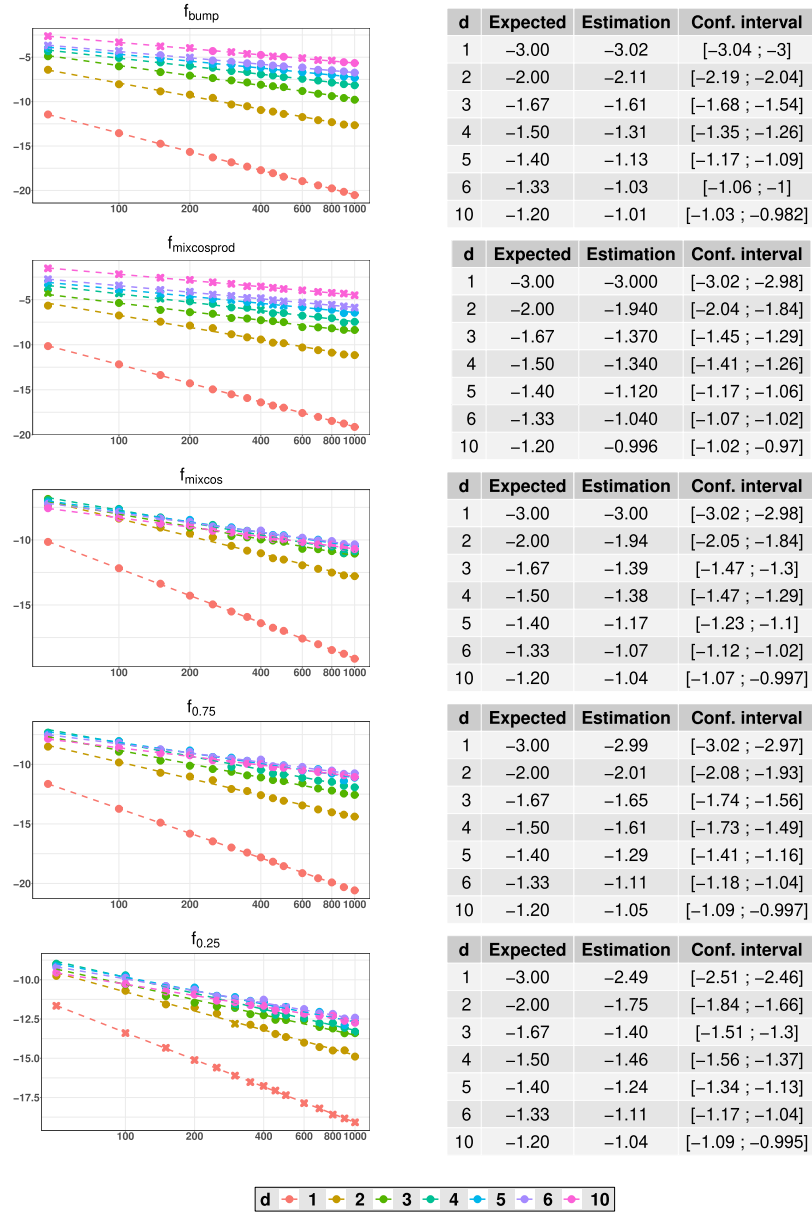 f_bump
−5
−10
−15
−20
100 200 400 600 800 1000
d Expected Estimation Conf. interval
1 −3.00 −3.02 [−3.04 ; −3]
2 −2.00 −2.11 [−2.19 ; −2.04]
3 −1.67 −1.61 [−1.68 ; −1.54]
4 −1.50 −1.31 [−1.35 ; −1.26]
5 −1.40 −1.13 [−1.17 ; −1.09]
6 −1.33 −1.03 [−1.06 ; −1]
10 −1.20 −1.01 [−1.03 ; −0.982]
f_mixcosprod
−5
−10
−15
−20
100 200 400 600 800 1000
d Expected Estimation Conf. interval
1 −3.00 −3.000 [−3.02 ; −2.98]
2 −2.00 −1.940 [−2.04 ; −1.84]
3 −1.67 −1.370 [−1.45 ; −1.29]
4 −1.50 −1.340 [−1.41 ; −1.26]
5 −1.40 −1.120 [−1.17 ; −1.06]
6 −1.33 −1.040 [−1.07 ; −1.02]
10 −1.20 −0.996 [−1.02 ; −0.97]
f_mixcos
−10
−15
100 200 400 600 800 1000
d Expected Estimation Conf. interval
1 −3.00 −3.00 [−3.02 ; −2.98]
2 −2.00 −1.94 [−2.05 ; −1.84]
3 −1.67 −1.39 [−1.47 ; −1.3]
4 −1.50 −1.38 [−1.47 ; −1.29]
5 −1.40 −1.17 [−1.23 ; −1.1]
6 −1.33 −1.07 [−1.12 ; −1.02]
10 −1.20 −1.04 [−1.07 ; −0.997]
f_0.75
−10
−15
−20
100 200 400 600 800 1000
d Expected Estimation Conf. interval
1 −3.00 −2.99 [−3.02 ; −2.97]
2 −2.00 −2.01 [−2.08 ; −1.93]
3 −1.67 −1.65 [−1.74 ; −1.56]
4 −1.50 −1.61 [−1.73 ; −1.49]
5 −1.40 −1.29 [−1.41 ; −1.16]
6 −1.33 −1.11 [−1.18 ; −1.04]
10 −1.20 −1.05 [−1.09 ; −0.997]
f_0.25
−10.0
−12.5
−15.0
−17.5
100 200 400 600 800 1000
d Expected Estimation Conf. interval
1 −3.00 −2.49 [−2.51 ; −2.46]
2 −2.00 −1.75 [−1.84 ; −1.66]
3 −1.67 −1.40 [−1.51 ; −1.3]
4 −1.50 −1.46 [−1.56 ; −1.37]
5 −1.40 −1.24 [−1.34 ; −1.13]
6 −1.33 −1.11 [−1.17 ; −1.04]
10 −1.20 −1.04 [−1.09 ; −0.995]
d 1 2 3 4 5 6 10